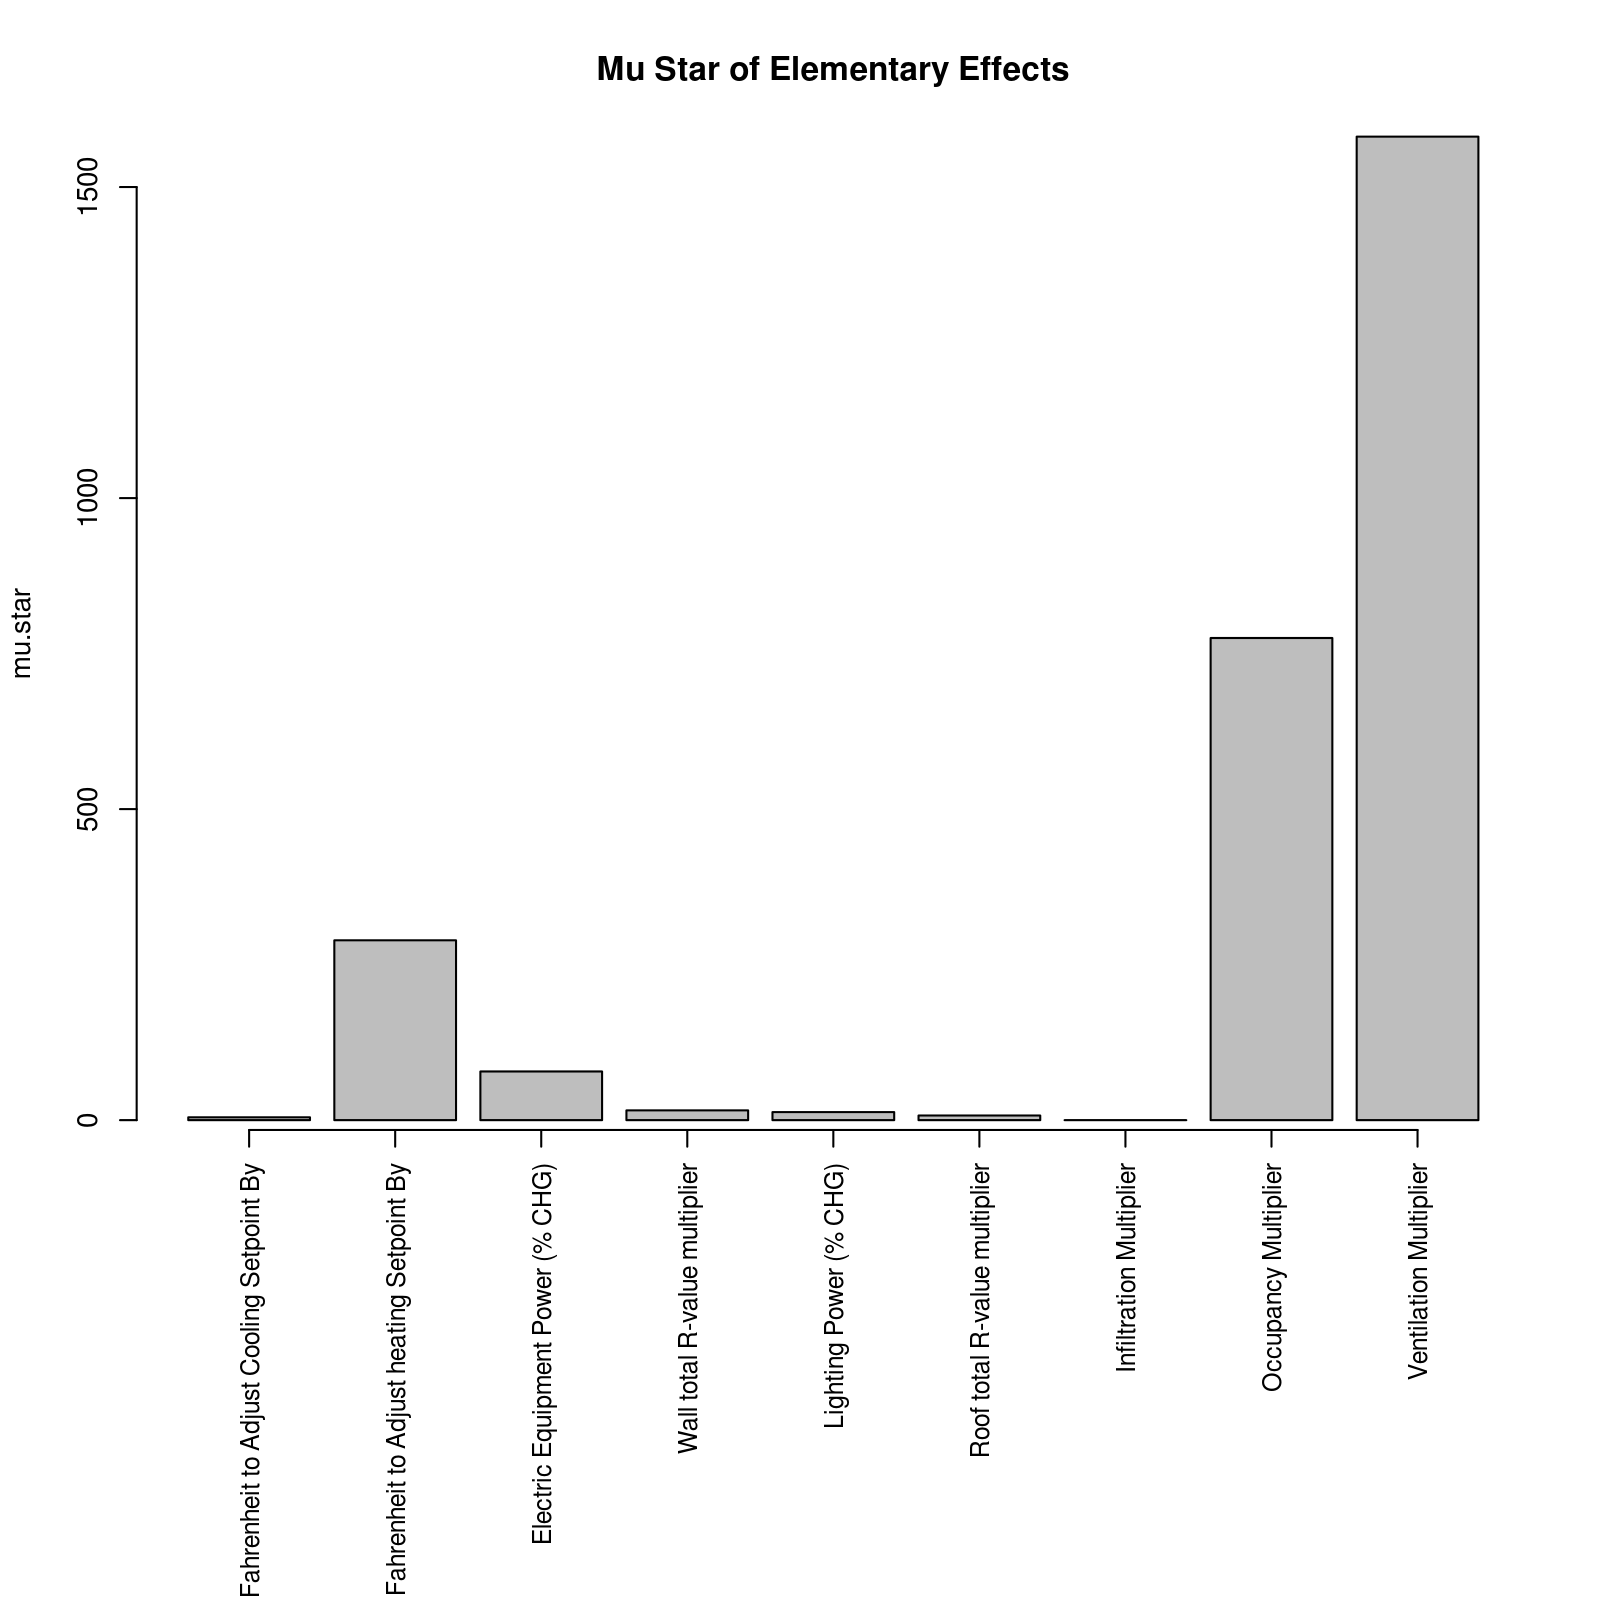 Mu Star of Elementary Effects
mu.star
1500
1000
500
0
Fahrenheit to Adjust Cooling Setpoint By
Fahrenheit to Adjust heating Setpoint By
Electric Equipment Power (% CHG)
Wall total R-value multiplier
Lighting Power (% CHG)
Roof total R-value multiplier
Infiltration Multiplier
Occupancy Multiplier
Ventilation Multiplier